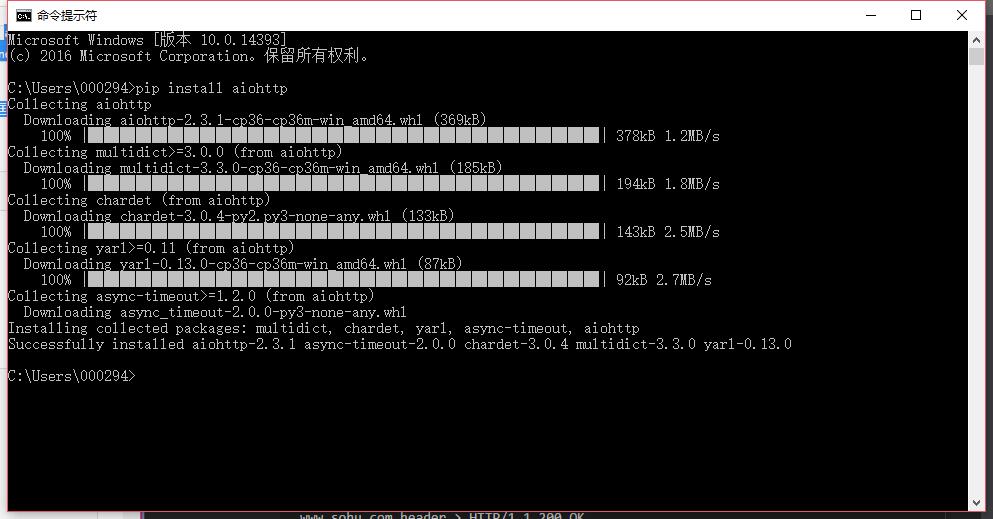 命令提示符
Microsoft Windows [版本 10.0.14393]
(c) 2016 Microsoft Corporation。保留所有权利。
C:\Users\000294>pip install aiohttp
Collecting aiohttp
Downloading aiohttp-2.3.1-cp36-cp36m-win_amd64.whl (369kB)
100% |████████████████████████████████| 378kB 1.2MB/s
Collecting multidict>=3.0.0 (from aiohttp)
Downloading multidict-3.3.0-cp36-cp36m-win_amd64.whl (185kB)
100% |████████████████████████████████| 194kB 1.8MB/s
Collecting chardet (from aiohttp)
Downloading chardet-3.0.4-py2.py3-none-any.whl (133kB)
100% |████████████████████████████████| 143kB 2.5MB/s
Collecting yarl>=0.11 (from aiohttp)
Downloading yarl-0.13.0-cp36-cp36m-win_amd64.whl (87kB)
100% |████████████████████████████████| 92kB 2.7MB/s
Collecting async-timeout>=1.2.0 (from aiohttp)
Downloading async_timeout-2.0.0-py3-none-any.whl
Installing collected packages: multidict, chardet, yarl, async-timeout, aiohttp
Successfully installed aiohttp-2.3.1 async-timeout-2.0.0 chardet-3.0.4 multidict-3.3.0 yarl-0.13.0
C:\Users\000294>
www.sohu.com header > HTTP/1.1 200 OK